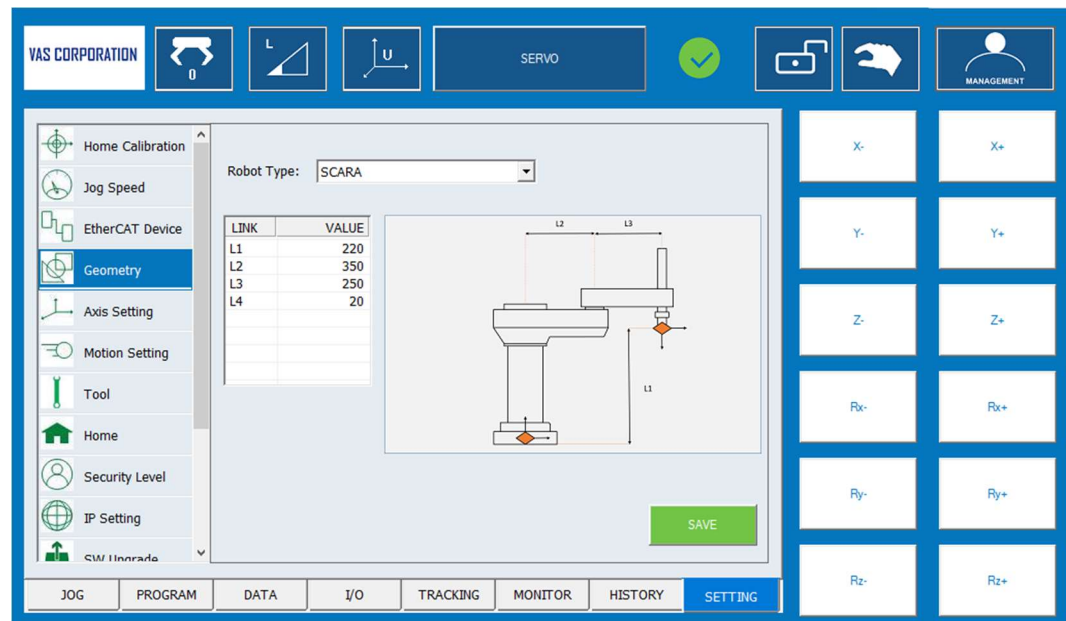 VAS CORPORATION
0
L
U
SERVO
MANAGEMENT
Home Calibration
Jog Speed
EtherCAT Device
Geometry
Axis Setting
Motion Setting
Tool
Home
Security Level
IP Setting
SW Upgrade
Robot Type: SCARA
LINK VALUE
L1 220
L2 350
L3 250
L4 20
L2 L3
L1
SAVE
X- X+
Y- Y+
Z- Z+
Rx- Rx+
Ry- Ry+
Rz- Rz+
JOG PROGRAM DATA I/O TRACKING MONITOR HISTORY SETTING